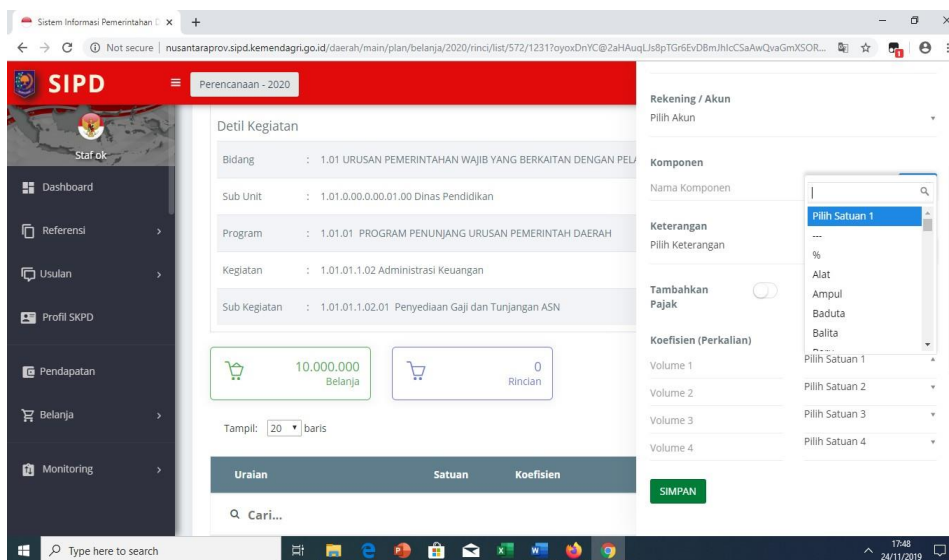 Sistem Informasi Pemerintahan D
Not secure | nusantaraprov.sipd.kemendagri.go.id/daerah/main/plan/belanja/2020/rinci/list/572/1231?oyoxDnYC@2aHAuqLJs8pTGr6EvDBmJhIcCSaAwQvaGmXSOR...
SIPD
Perencanaan - 2020
Staf ok
Dashboard
Referensi
Usulan
Profil SKPD
Pendapatan
Belanja
Monitoring
Detil Kegiatan
Bidang : 1.01 URUSAN PEMERINTAHAN WAJIB YANG BERKAITAN DENGAN PELA
Sub Unit : 1.01.0.00.0.00.01.00 Dinas Pendidikan
Program : 1.01.01 PROGRAM PENUNJANG URUSAN PEMERINTAH DAERAH
Kegiatan : 1.01.01.1.02 Administrasi Keuangan
Sub Kegiatan : 1.01.01.1.02.01 Penyediaan Gaji dan Tunjangan ASN
10.000.000
Belanja
0
Rincian
Tampil: 20 baris
Uraian Satuan Koefisien
Cari...
Rekening / Akun
Pilih Akun
Komponen
Nama Komponen
Keterangan
Pilih Keterangan
Tambahkan
Pajak
Koefisien (Perkalian)
Volume 1 Pilih Satuan 1
Volume 2 Pilih Satuan 2
Volume 3 Pilih Satuan 3
Volume 4 Pilih Satuan 4
SIMPAN
Pilih Satuan 1
---
%
Alat
Ampul
Baduta
Balita
Type here to search
17:48
24/11/2019